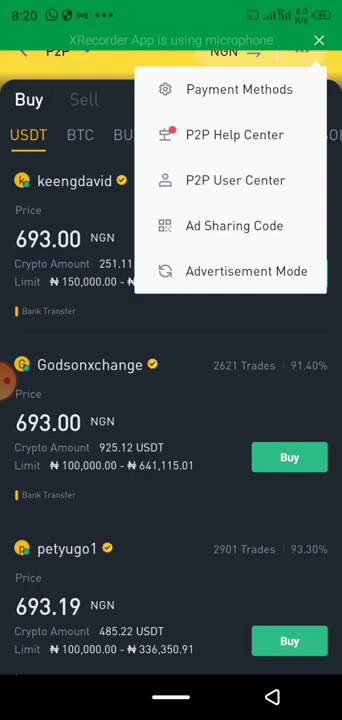 8:20
8.0
K/s
89
XRecorder App is using microphone
P2P
NGN
Payment Methods
P2P Help Center
P2P User Center
Ad Sharing Code
Advertisement Mode
Buy Sell
USDT BTC BU
keengdavid
Price
693.00 NGN
Crypto Amount 251.11
Limit ₦ 150,000.00 - ₦
Bank Transfer
Godsonxchange 2621 Trades | 91.40%
Price
693.00 NGN
Crypto Amount 925.12 USDT
Limit ₦ 100,000.00 - ₦ 641,115.01
Buy
Bank Transfer
petyugo1 2901 Trades | 93.30%
Price
693.19 NGN
Crypto Amount 485.22 USDT
Limit ₦ 100,000.00 - ₦ 336,350.91
Buy